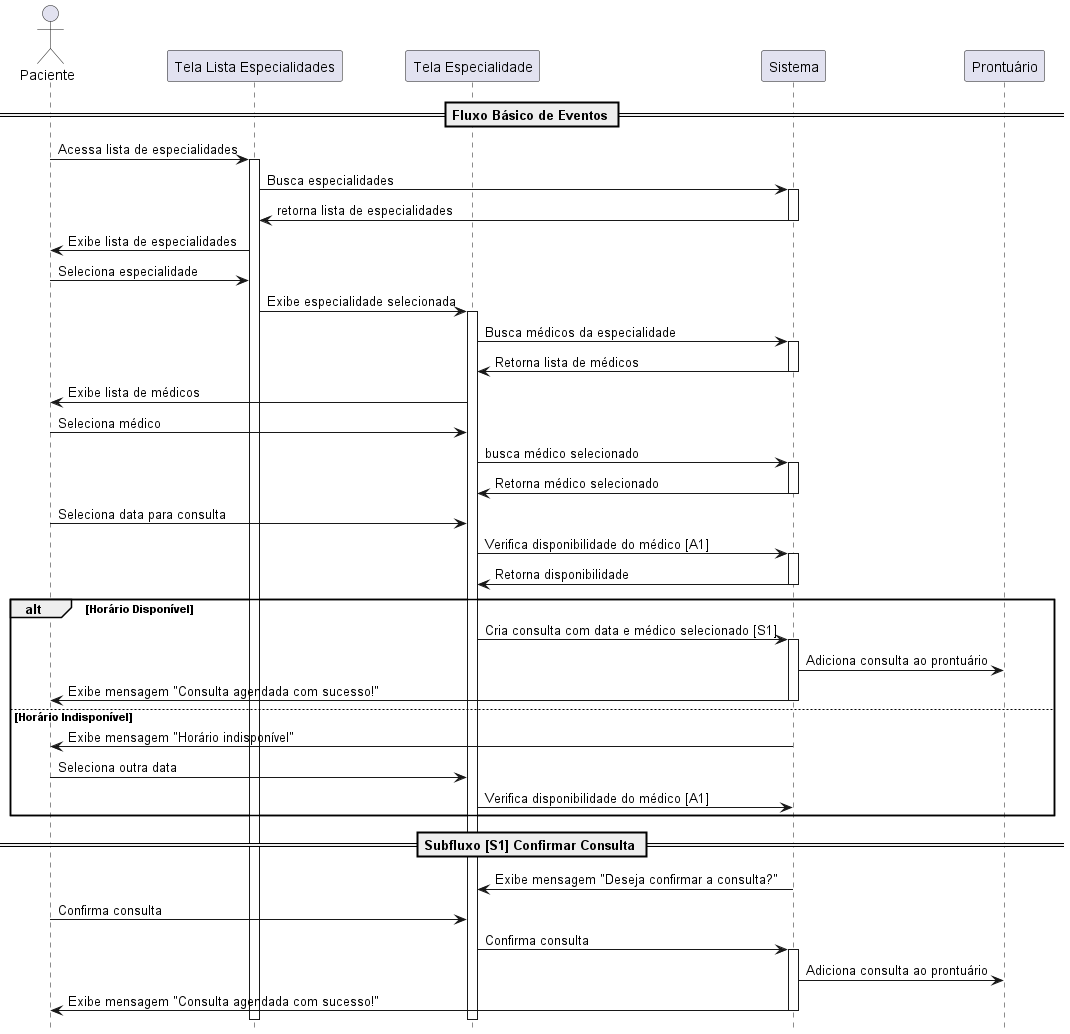 Paciente
Tela Lista Especialidades
Tela Especialidade
Sistema
Prontuário
Fluxo Básico de Eventos
Acessa lista de especialidades
Busca especialidades
retorna lista de especialidades
Exibe lista de especialidades
Seleciona especialidade
Exibe especialidade selecionada
Busca médicos da especialidade
Retorna lista de médicos
Exibe lista de médicos
Seleciona médico
busca médico selecionado
Retorna médico selecionado
Seleciona data para consulta
Verifica disponibilidade do médico [A1]
Retorna disponibilidade
alt [Horário Disponível]
Cria consulta com data e médico selecionado [S1]
Adiciona consulta ao prontuário
Exibe mensagem "Consulta agendada com sucesso!"
[Horário Indisponível]
Exibe mensagem "Horário indisponível"
Seleciona outra data
Verifica disponibilidade do médico [A1]
Subfluxo [S1] Confirmar Consulta
Exibe mensagem "Deseja confirmar a consulta?"
Confirma consulta
Confirma consulta
Adiciona consulta ao prontuário
Exibe mensagem "Consulta agendada com sucesso!"